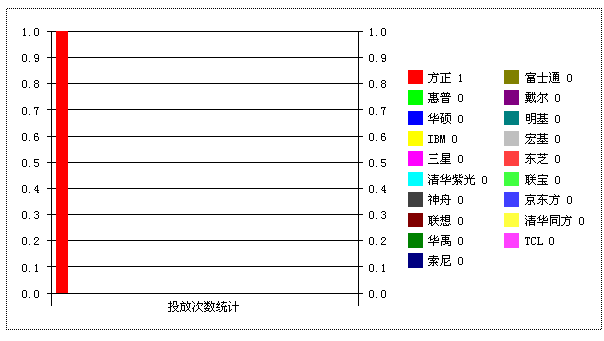 1.0 1.0
0.9 0.9
0.8 0.8
0.7 0.7
0.6 0.6
0.5 0.5
0.4 0.4
0.3 0.3
0.2 0.2
0.1 0.1
0.0 0.0
投放次数统计
方正 1
惠普 0
华硕 0
IBM 0
三星 0
清华紫光 0
神舟 0
联想 0
华禹 0
索尼 0
富士通 0
戴尔 0
明基 0
宏基 0
东芝 0
联宝 0
京东方 0
清华同方 0
TCL 0